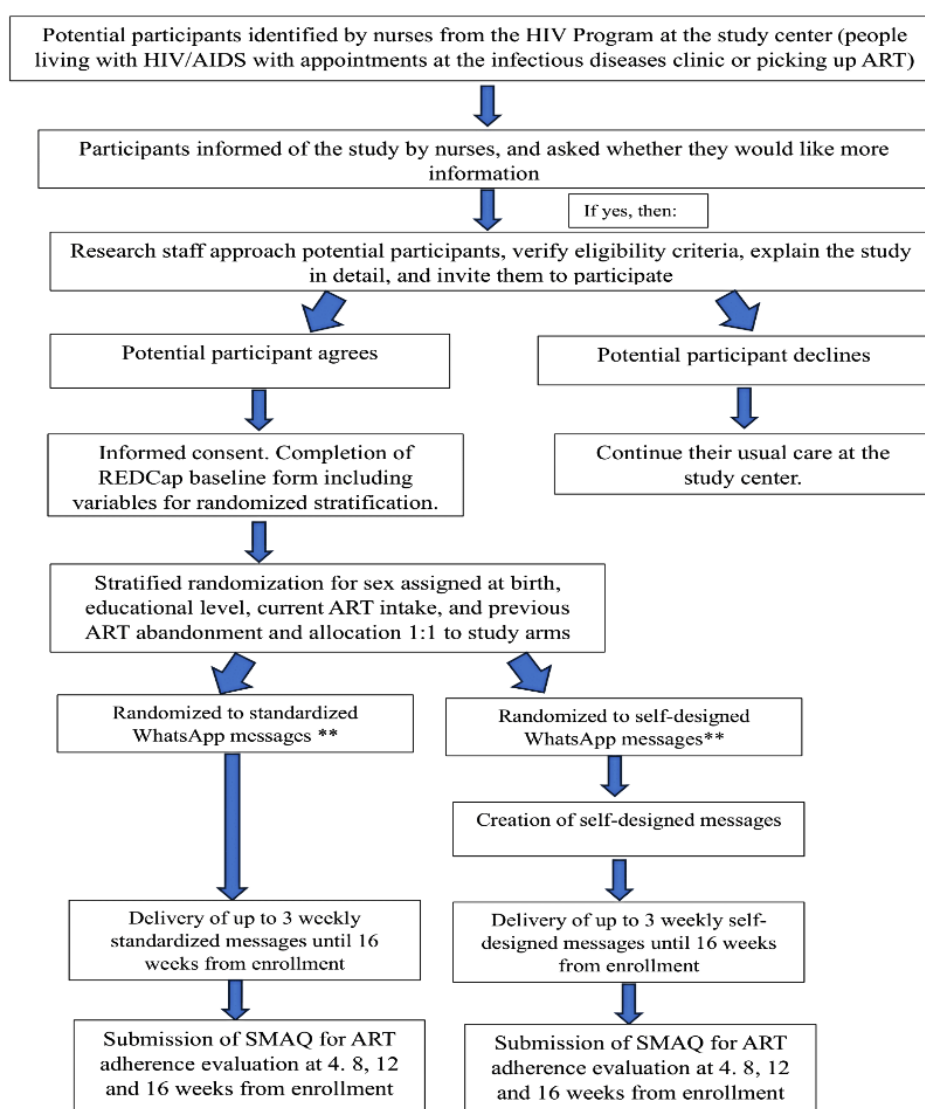 Potential participants identified by nurses from the HIV Program at the study center (people
living with HIV/AIDS with appointments at the infectious diseases clinic or picking up ART)
Participants informed of the study by nurses, and asked whether they would like more
information
If yes, then:
Research staff approach potential participants, verify eligibility criteria, explain the study
in detail, and invite them to participate
Potential participant agrees
Potential participant declines
Informed consent. Completion of
REDCap baseline form including
variables for randomized stratification.
Continue their usual care at the
study center.
Stratified randomization for sex assigned at birth,
educational level, current ART intake, and previous
ART abandonment and allocation 1:1 to study arms
Randomized to standardized
WhatsApp messages **
Randomized to self-designed
WhatsApp messages**
Creation of self-designed messages
Delivery of up to 3 weekly
standardized messages until 16
weeks from enrollment
Delivery of up to 3 weekly self-
designed messages until 16 weeks
from enrollment
Submission of SMAQ for ART
adherence evaluation at 4. 8, 12
and 16 weeks from enrollment
Submission of SMAQ for ART
adherence evaluation at 4. 8, 12
and 16 weeks from enrollment